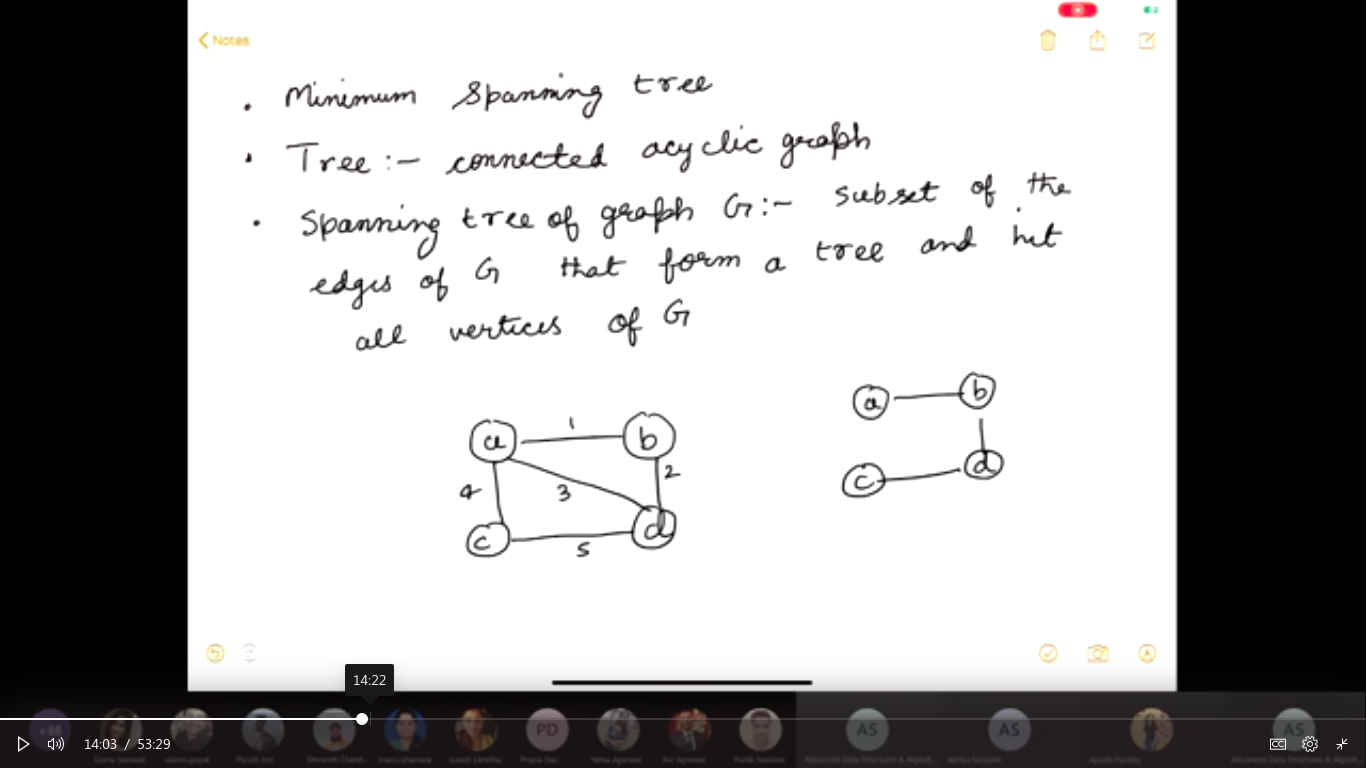 Notes
• Minimum Spanning tree
• Tree :- connected acyclic graph
• Spanning tree of graph G :- subset of the
edges of G that form a tree and hit
all vertices of G
a 1 b
4 3 2
c 5 d
a b
c d
14:22
+
PD
AS
AS
AS
14:03 / 53:29
CC